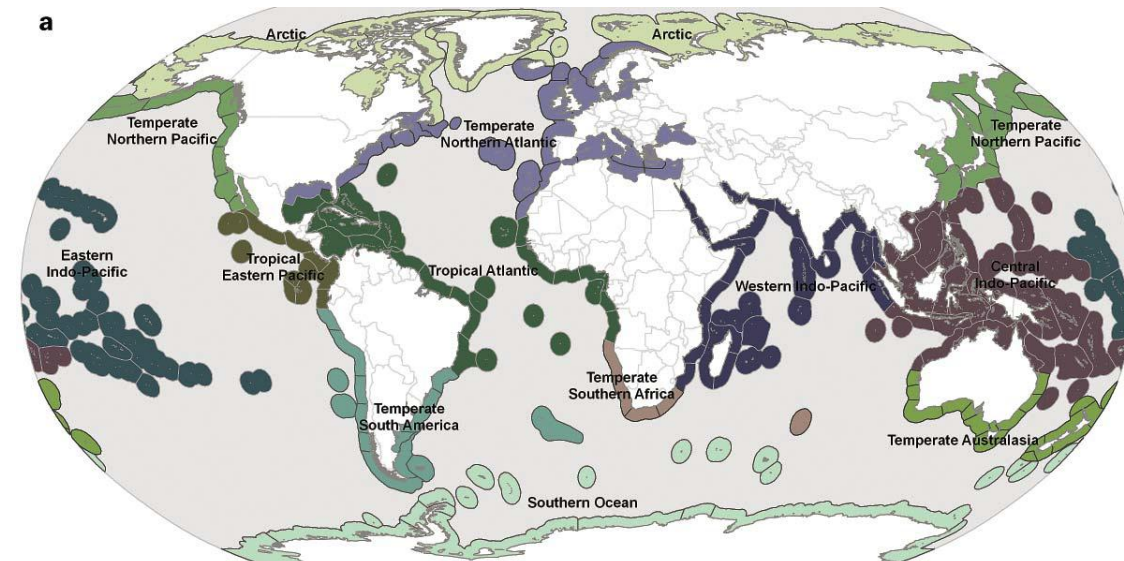 a
Arctic
Arctic
Temperate
Northern Pacific
Temperate
Northern Atlantic
Temperate
Northern Pacific
Eastern
Indo-Pacific
Tropical
Eastern Pacific
Tropical Atlantic
Western Indo-Pacific
Central
Indo-Pacific
Temperate
South America
Temperate
Southern Africa
Temperate Australasia
Southern Ocean